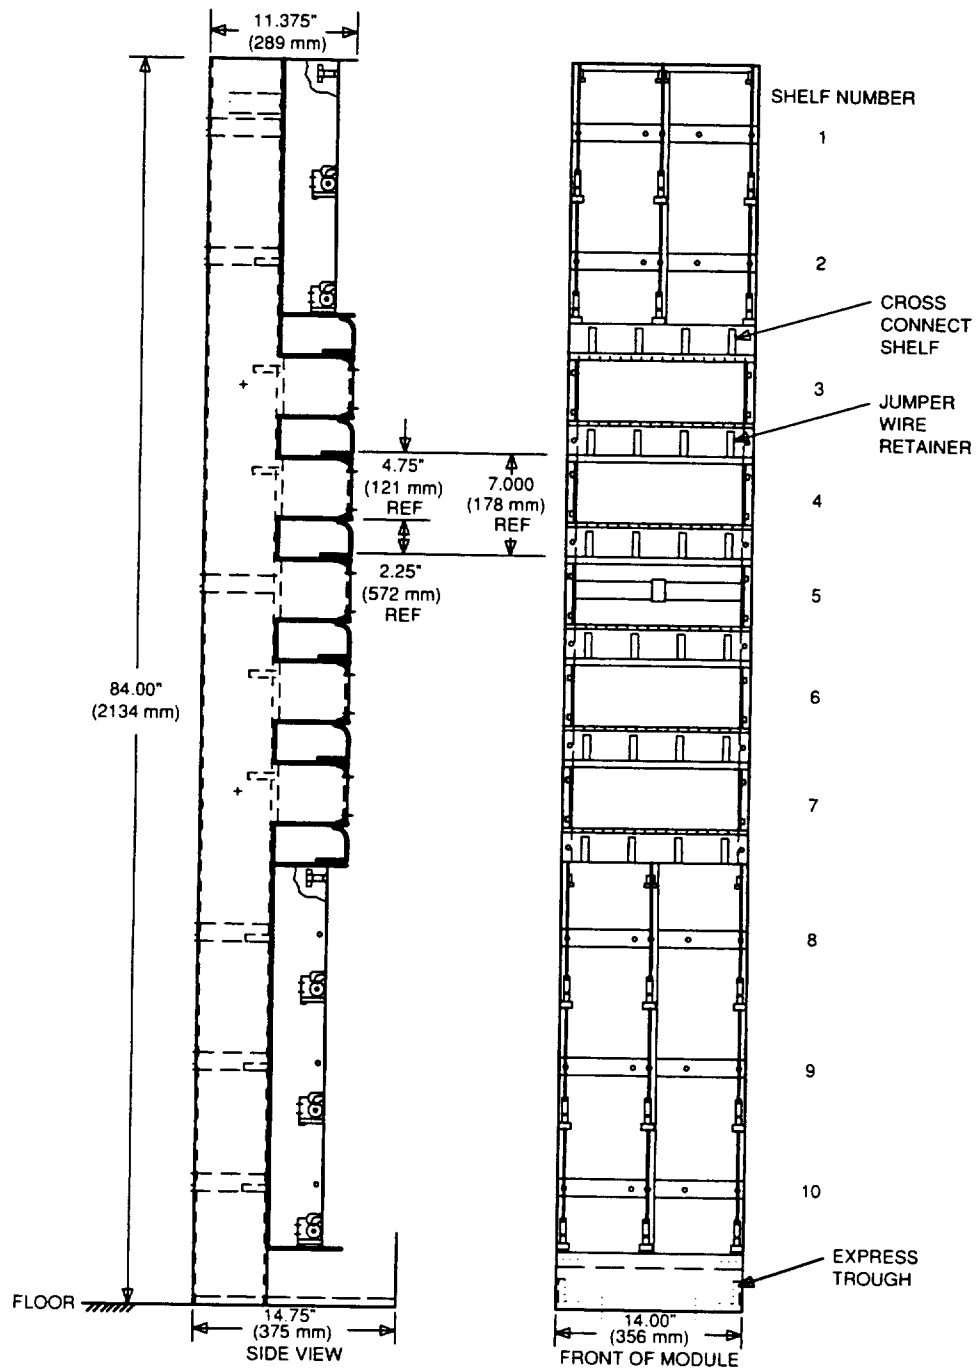 11.375"
(289 mm)
SHELF NUMBER
1
2
CROSS
CONNECT
SHELF
3
JUMPER
WIRE
RETAINER
4.75"
(121 mm)
REF
7.000
(178 mm)
REF
4
2.25"
(572 mm)
REF
5
84.00"
(2134 mm)
6
7
8
9
10
EXPRESS
TROUGH
FLOOR
14.75"
(375 mm)
SIDE VIEW
14.00"
(356 mm)
FRONT OF MODULE